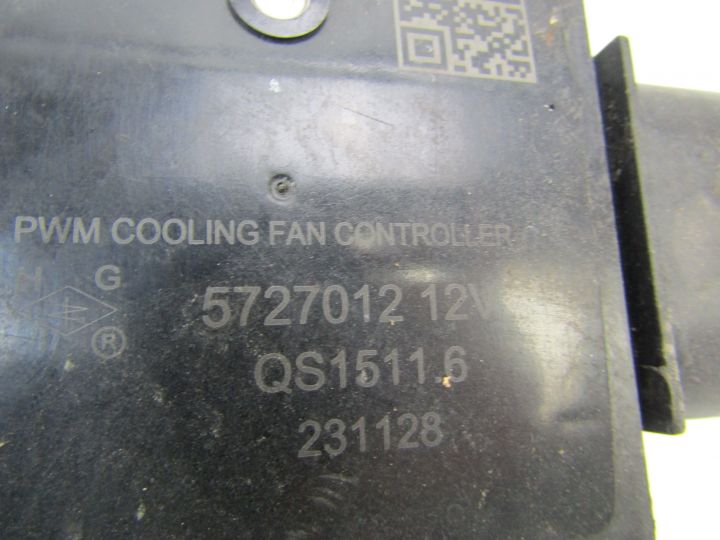 PWM COOLING FAN CONTROLLER
H G
5727012 12V
®
QS1511.6
231128